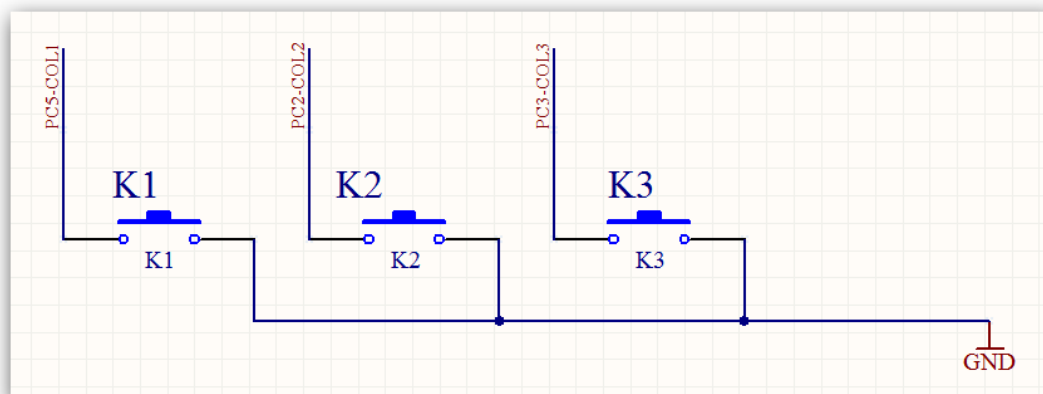 PC5-COL1
PC2-COL2
PC3-COL3
K1
K2
K3
K1
K2
K3
GND